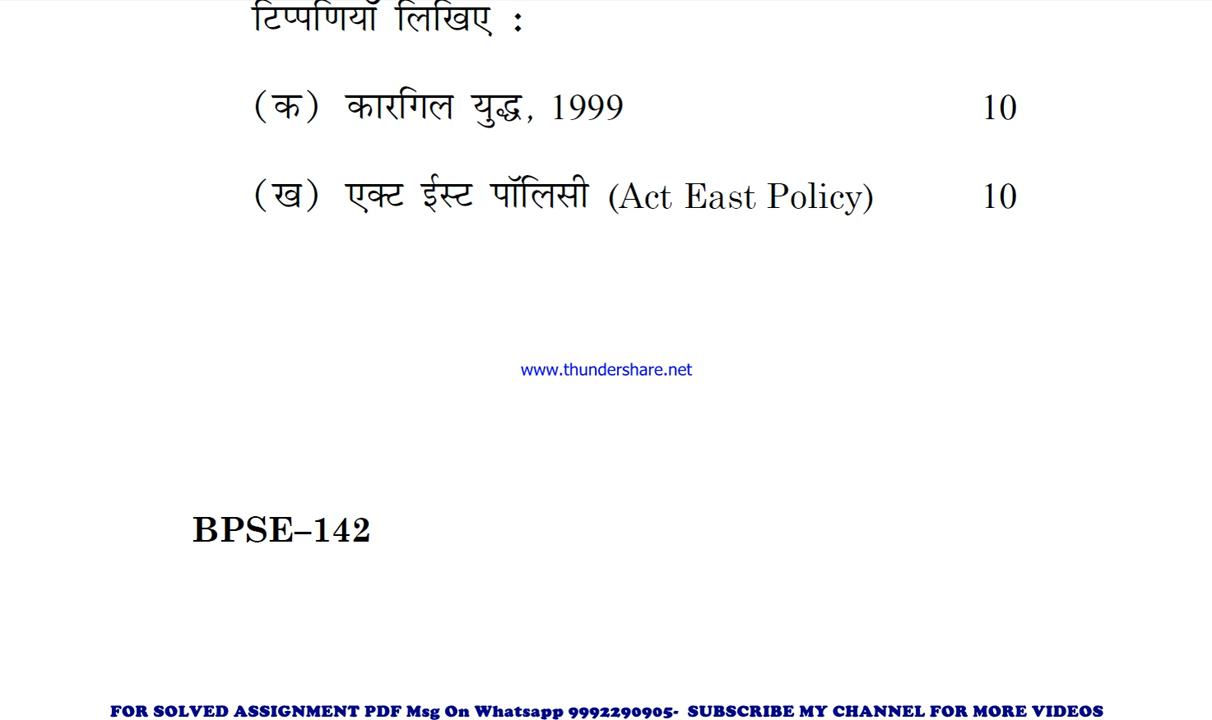 टिप्पणियाँ लिखिए :
(क) कारगिल युद्ध, 1999 10
(ख) एक्ट ईस्ट पॉलिसी (Act East Policy) 10
www.thundershare.net
BPSE–142
FOR SOLVED ASSIGNMENT PDF Msg On Whatsapp 9992290905- SUBSCRIBE MY CHANNEL FOR MORE VIDEOS